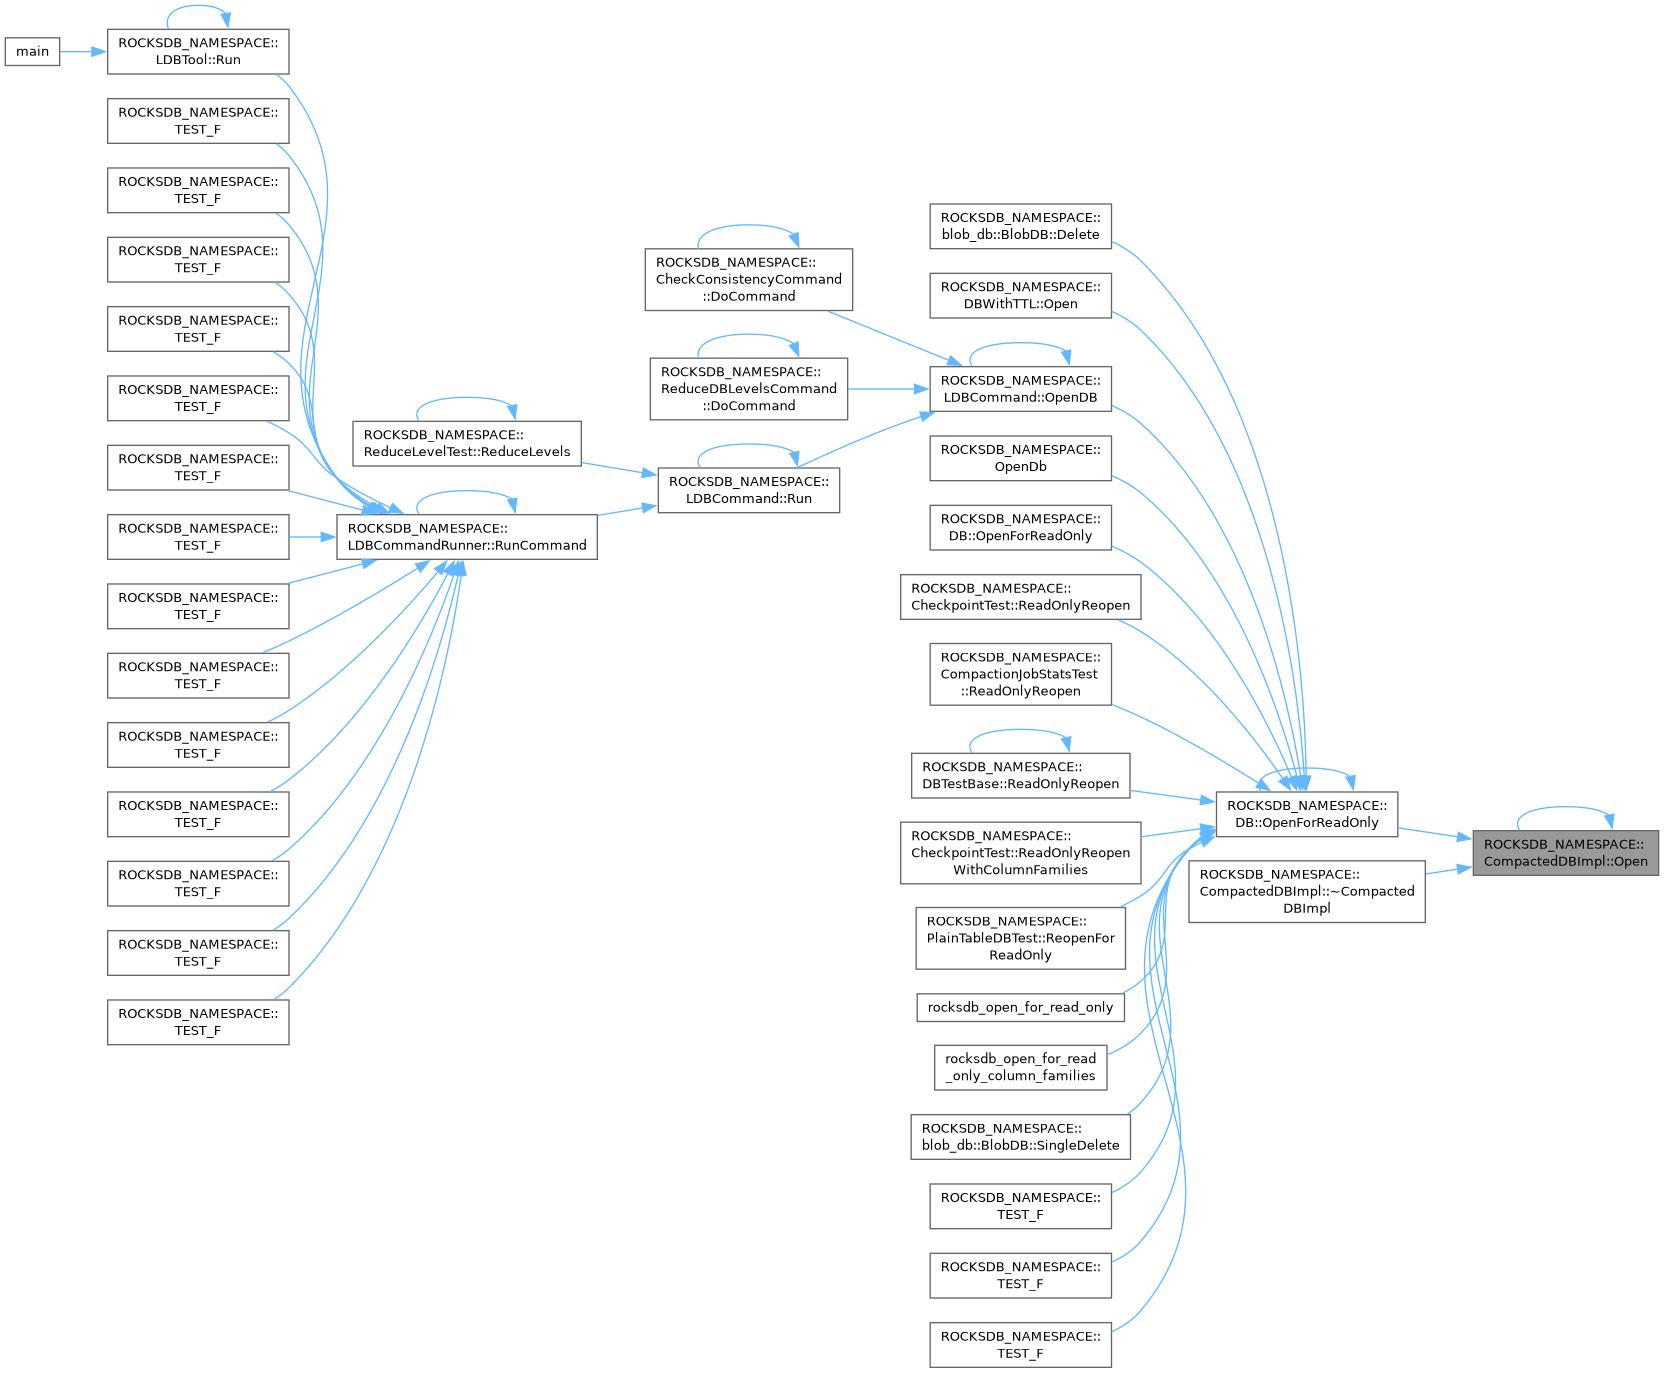 main
ROCKSDB_NAMESPACE::
LDBTool::Run
ROCKSDB_NAMESPACE::
TEST_F
ROCKSDB_NAMESPACE::
TEST_F
ROCKSDB_NAMESPACE::
TEST_F
ROCKSDB_NAMESPACE::
TEST_F
ROCKSDB_NAMESPACE::
TEST_F
ROCKSDB_NAMESPACE::
TEST_F
ROCKSDB_NAMESPACE::
TEST_F
ROCKSDB_NAMESPACE::
TEST_F
ROCKSDB_NAMESPACE::
TEST_F
ROCKSDB_NAMESPACE::
TEST_F
ROCKSDB_NAMESPACE::
TEST_F
ROCKSDB_NAMESPACE::
TEST_F
ROCKSDB_NAMESPACE::
TEST_F
ROCKSDB_NAMESPACE::
TEST_F
ROCKSDB_NAMESPACE::
ReduceLevelTest::ReduceLevels
ROCKSDB_NAMESPACE::
LDBCommandRunner::RunCommand
ROCKSDB_NAMESPACE::
CheckConsistencyCommand
::DoCommand
ROCKSDB_NAMESPACE::
ReduceDBLevelsCommand
::DoCommand
ROCKSDB_NAMESPACE::
LDBCommand::Run
ROCKSDB_NAMESPACE::
blob_db::BlobDB::Delete
ROCKSDB_NAMESPACE::
DBWithTTL::Open
ROCKSDB_NAMESPACE::
LDBCommand::OpenDB
ROCKSDB_NAMESPACE::
OpenDb
ROCKSDB_NAMESPACE::
DB::OpenForReadOnly
ROCKSDB_NAMESPACE::
CheckpointTest::ReadOnlyReopen
ROCKSDB_NAMESPACE::
CompactionJobStatsTest
::ReadOnlyReopen
ROCKSDB_NAMESPACE::
DBTestBase::ReadOnlyReopen
ROCKSDB_NAMESPACE::
CheckpointTest::ReadOnlyReopen
WithColumnFamilies
ROCKSDB_NAMESPACE::
PlainTableDBTest::ReopenFor
ReadOnly
rocksdb_open_for_read_only
rocksdb_open_for_read
_only_column_families
ROCKSDB_NAMESPACE::
blob_db::BlobDB::SingleDelete
ROCKSDB_NAMESPACE::
TEST_F
ROCKSDB_NAMESPACE::
TEST_F
ROCKSDB_NAMESPACE::
TEST_F
ROCKSDB_NAMESPACE::
DB::OpenForReadOnly
ROCKSDB_NAMESPACE::
CompactedDBImpl::~Compacted
DBImpl
ROCKSDB_NAMESPACE::
CompactedDBImpl::Open